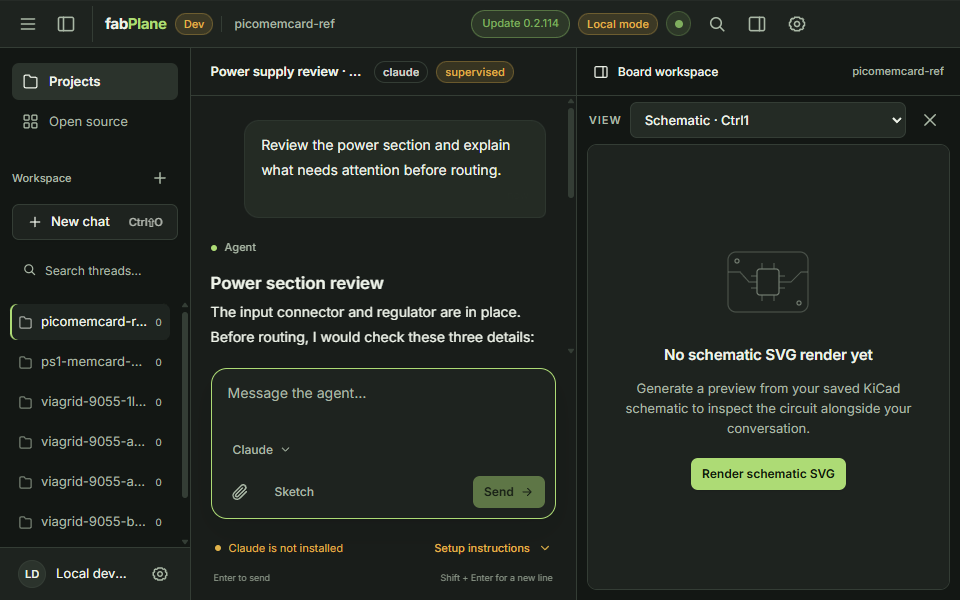 fabPlane Dev picomemcard-ref Update 0.2.114 Local mode
Projects
Open source
Workspace
New chat Ctrl⇧O
Search threads...
picomemcard-r... 0
ps1-memcard-... 0
viagrid-9055-1l... 0
viagrid-9055-a... 0
viagrid-9055-a... 0
viagrid-9055-b... 0
LD Local dev...
Power supply review · ... claude supervised
Review the power section and explain
what needs attention before routing.
Agent
Power section review
The input connector and regulator are in place.
Before routing, I would check these three details:
Message the agent...
Claude
Sketch Send
Claude is not installed Setup instructions
Enter to send Shift + Enter for a new line
Board workspace picomemcard-ref
VIEW Schematic · Ctrl1
No schematic SVG render yet
Generate a preview from your saved KiCad
schematic to inspect the circuit alongside your
conversation.
Render schematic SVG